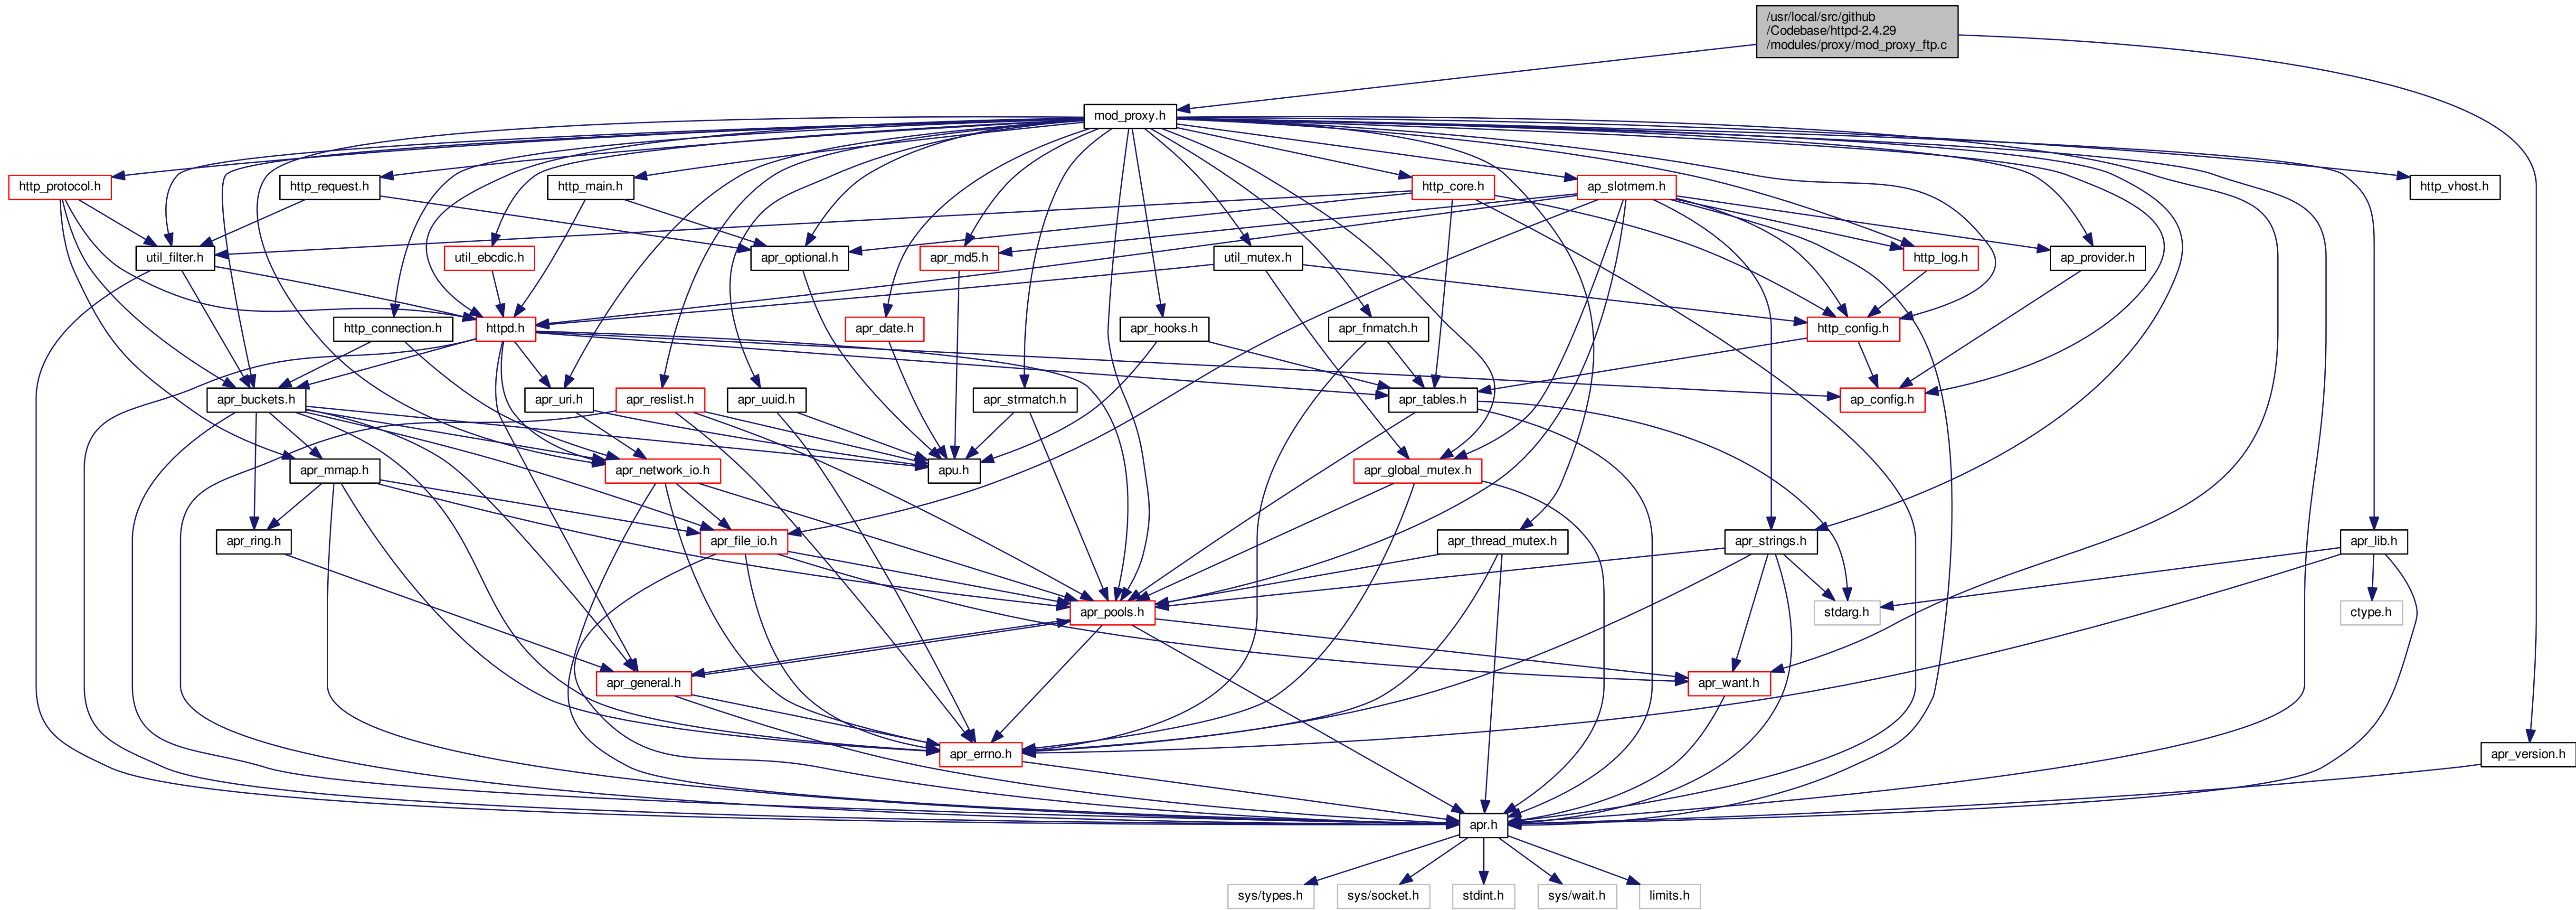 /usr/local/src/github
/Codebase/httpd-2.4.29
/modules/proxy/mod_proxy_ftp.c
mod_proxy.h
http_protocol.h
http_request.h
http_main.h
http_core.h
ap_slotmem.h
http_vhost.h
util_filter.h
util_ebcdic.h
apr_optional.h
apr_md5.h
util_mutex.h
http_log.h
ap_provider.h
http_connection.h
httpd.h
apr_date.h
apr_hooks.h
apr_fnmatch.h
http_config.h
apr_buckets.h
apr_uri.h
apr_reslist.h
apr_uuid.h
apr_strmatch.h
apr_tables.h
ap_config.h
apr_mmap.h
apr_network_io.h
apu.h
apr_global_mutex.h
apr_ring.h
apr_file_io.h
apr_thread_mutex.h
apr_strings.h
apr_lib.h
apr_pools.h
stdarg.h
ctype.h
apr_general.h
apr_want.h
apr_errno.h
apr_version.h
apr.h
sys/types.h
sys/socket.h
stdint.h
sys/wait.h
limits.h